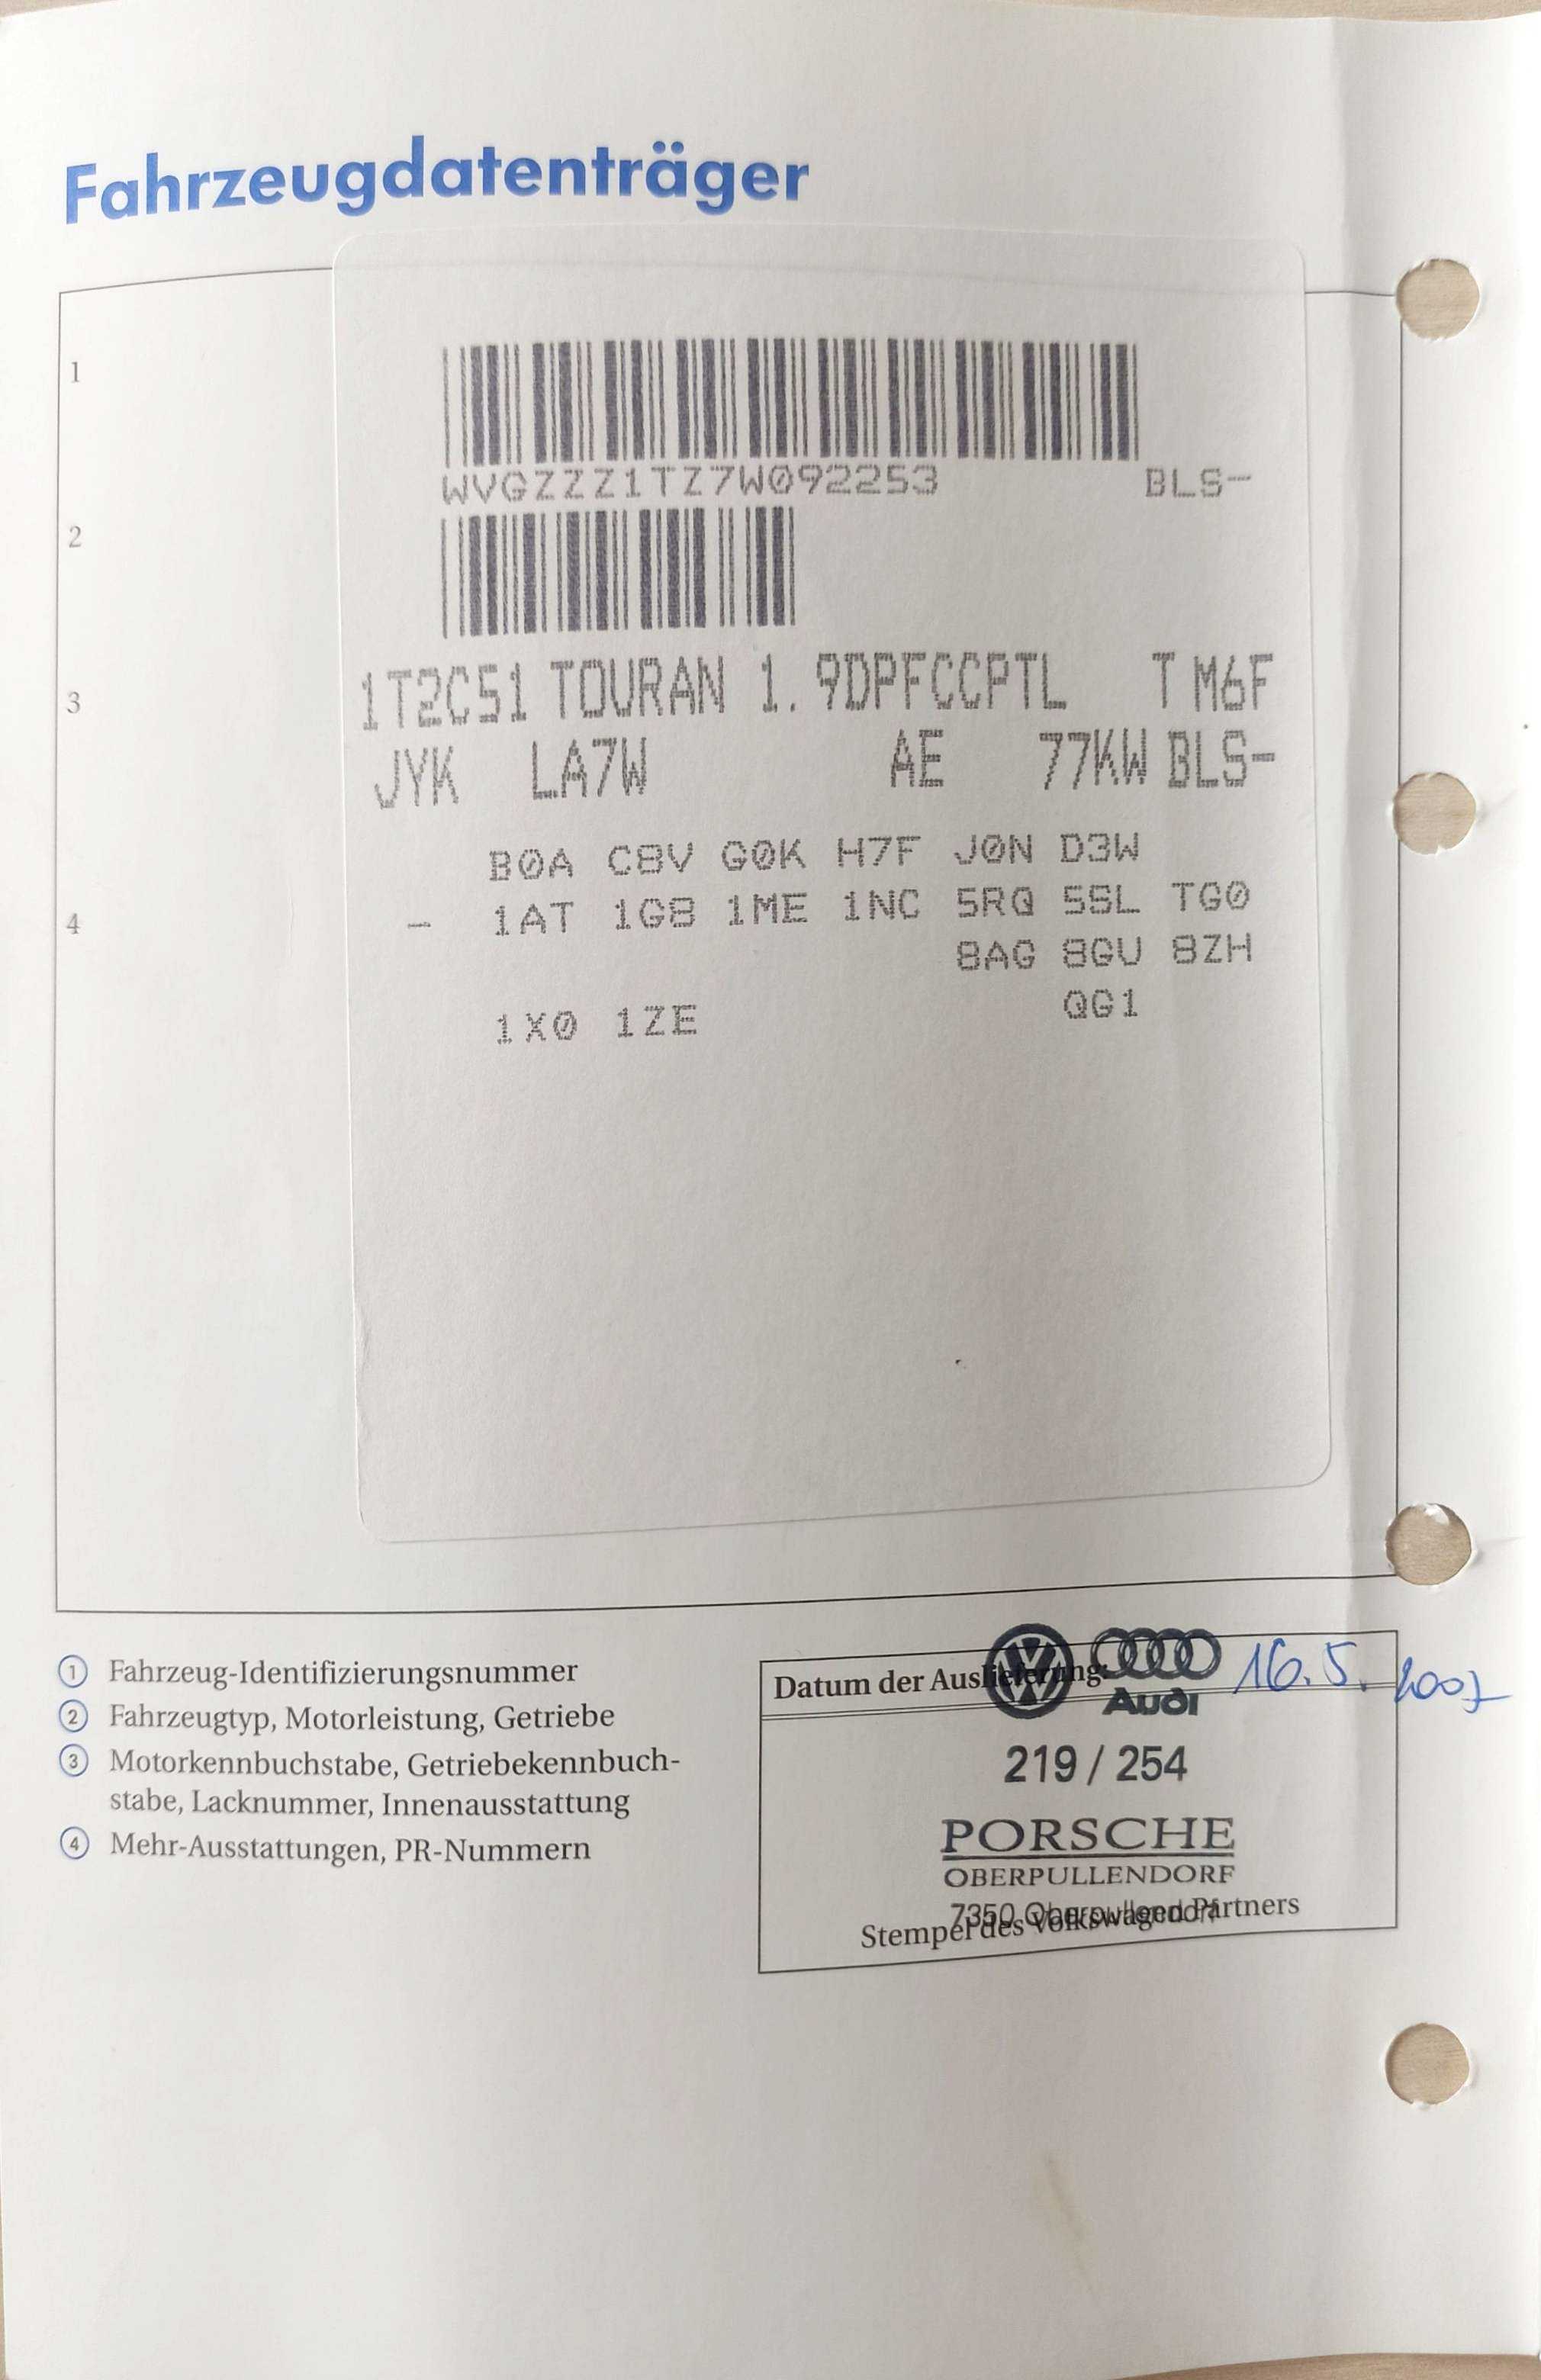 Fahrzeugdatenträger
1
WVGZZZ1TZ7W092253 BLS-
2
3
1T2C51 TOURAN 1. 9DPFCCPTL T M6F
JYK LA7W AE 77KW BLS-
B0A C8V G0K H7F J0N D3W
4
- 1AT 1G8 1ME 1NC 5RQ 5SL TG0
8AG 8GU 8ZH
1X0 1ZE QG1
1 Fahrzeug-Identifizierungsnummer
2 Fahrzeugtyp, Motorleistung, Getriebe
3 Motorkennbuchstabe, Getriebekennbuch-
stabe, Lacknummer, Innenausstattung
4 Mehr-Ausstattungen, PR-Nummern
Datum der Auslieferung: 16. 5. 2007
Audi
219 / 254
PORSCHE
OBERPULLENDORF
7350 Oberpullendorf
Stempel des Volkswagen Partners